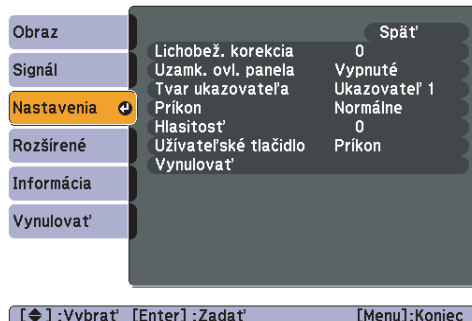 Obraz
Signál
Nastavenia
Rozšírené
Informácia
Vynulovať
Späť
Lichobež. korekcia 0
Uzamk. ovl. panela Vypnuté
Tvar ukazovateľa Ukazovateľ 1
Príkon Normálne
Hlasitosť 0
Užívateľské tlačidlo Príkon
Vynulovať
[◆] :Vybrať [Enter] :Zadať [Menu]:Koniec